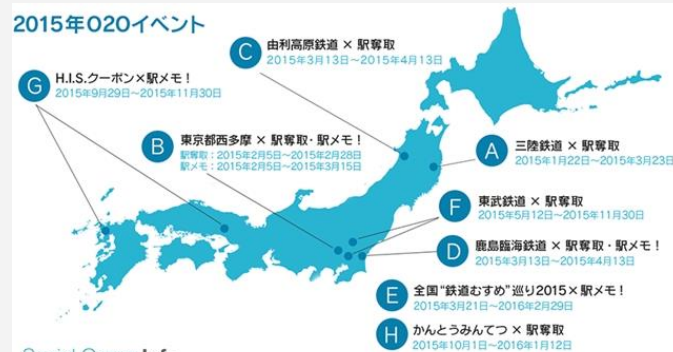 2015年O2Oイベント
C
由利高原鉄道 × 駅奪取
2015年3月13日～2015年4月13日
G
H.I.S.クーポン×駅メモ！
2015年9月29日～2015年11月30日
B
東京都西多摩 × 駅奪取・駅メモ！
駅奪取：2015年2月5日～2015年2月28日
駅メモ：2015年2月5日～2015年3月15日
A
三陸鉄道 × 駅奪取
2015年1月22日～2015年3月23日
F
東武鉄道 × 駅奪取
2015年5月12日～2015年11月30日
D
鹿島臨海鉄道 × 駅奪取・駅メモ！
2015年3月13日～2015年4月13日
E
全国“鉄道むすめ”巡り2015×駅メモ！
2015年3月21日～2016年2月29日
H
かんとうみんてつ × 駅奪取
2015年10月1日～2016年1月12日